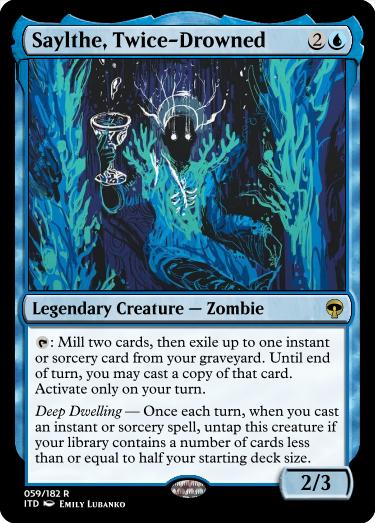 Saylthe, Twice-Drowned 2
Legendary Creature — Zombie
: Mill two cards, then exile up to one instant
or sorcery card from your graveyard. Until end
of turn, you may cast a copy of that card.
Activate only on your turn.
Deep Dwelling — Once each turn, when you cast
an instant or sorcery spell, untap this creature if
your library contains a number of cards less
than or equal to half your starting deck size.
2/3
059/182 R
ITD Emily Lubanko